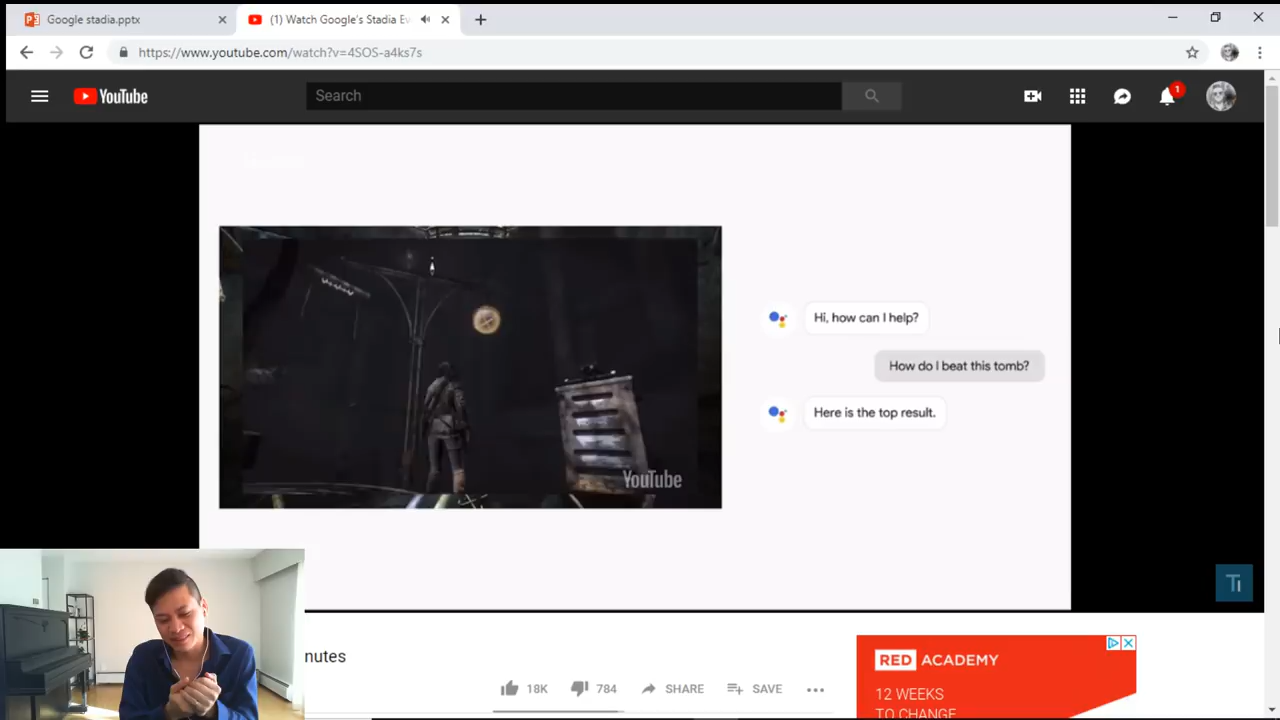 Google stadia.pptx
(1) Watch Google's Stadia Ev
https://www.youtube.com/watch?v=4SOS-a4ks7s
YouTube
Search
1
Hi, how can I help?
How do I beat this tomb?
Here is the top result.
YouTube
TI
nutes
18K
784
SHARE
SAVE
RED ACADEMY
12 WEEKS
TO CHANGE